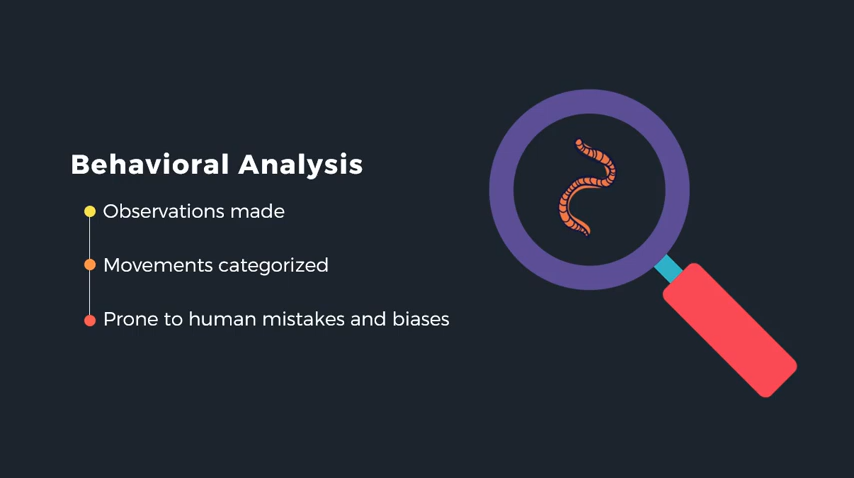 Behavioral Analysis
Observations made
Movements categorized
Prone to human mistakes and biases